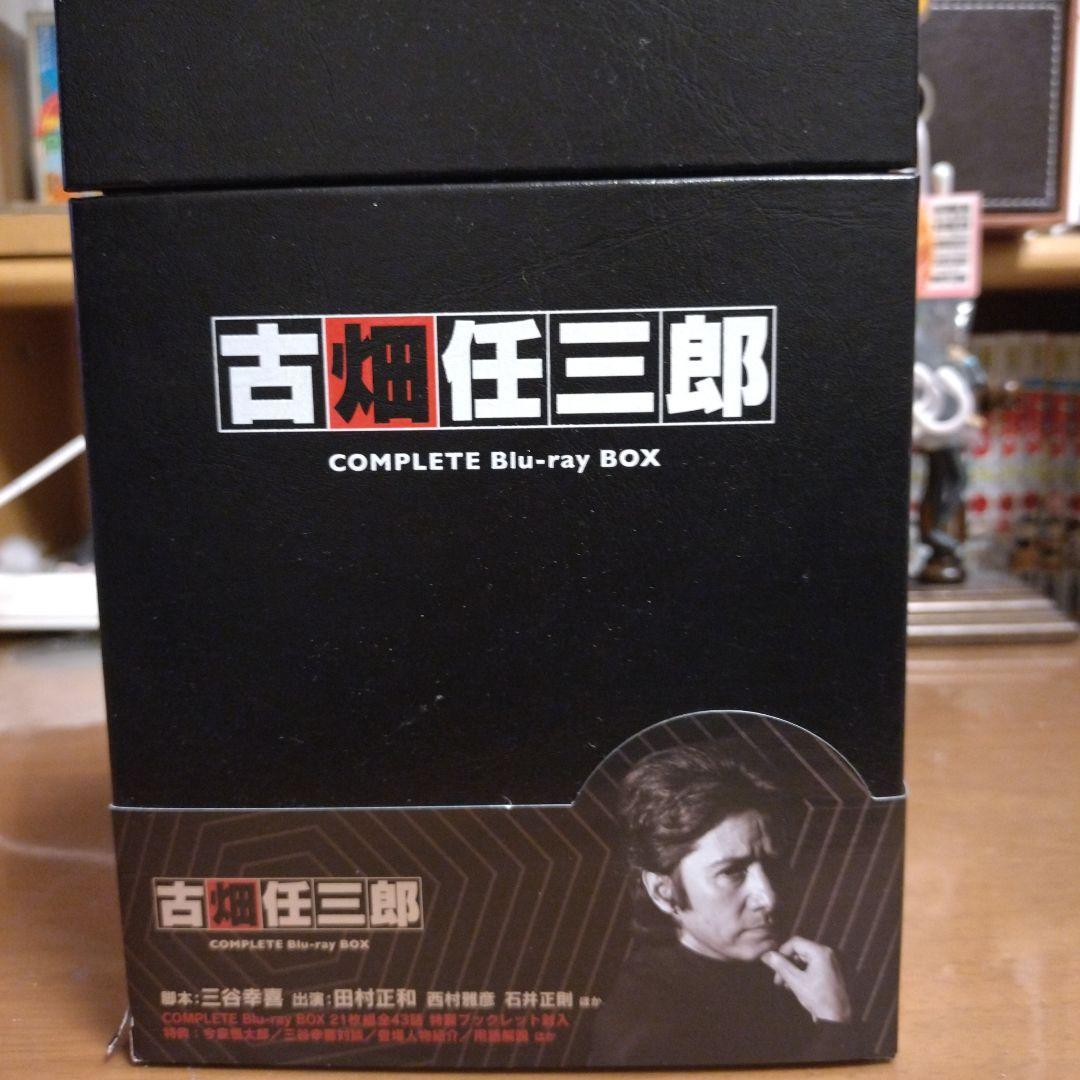 古畑任三郎
COMPLETE Blu-ray BOX
古畑任三郎
COMPLETE Blu-ray BOX
脚本:三谷幸喜 出演:田村正和 西村雅彦 石井正則 ほか
COMPLETE Blu-ray BOX 21枚組全43話 特製ブックレット封入
特典:今泉慎太郎/三谷幸喜対談/登場人物紹介/用語解説 ほか